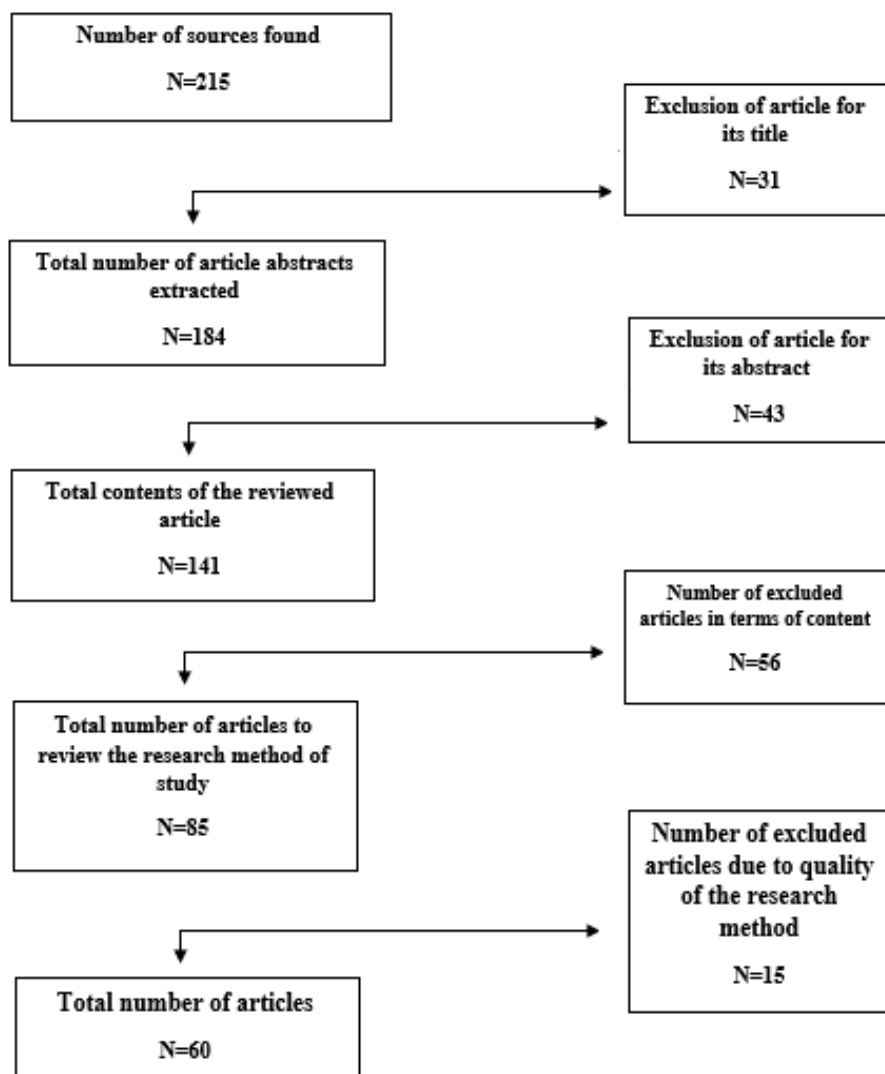 Number of sources found
N=215
Exclusion of article for
its title
N=31
Total number of article abstracts
extracted
N=184
Exclusion of article for
its abstract
N=43
Total contents of the reviewed
article
N=141
Number of excluded
articles in terms of content
N=56
Total number of articles to
review the research method of
study
N=85
Number of excluded
articles due to quality
of the research
method
N=15
Total number of articles
N=60